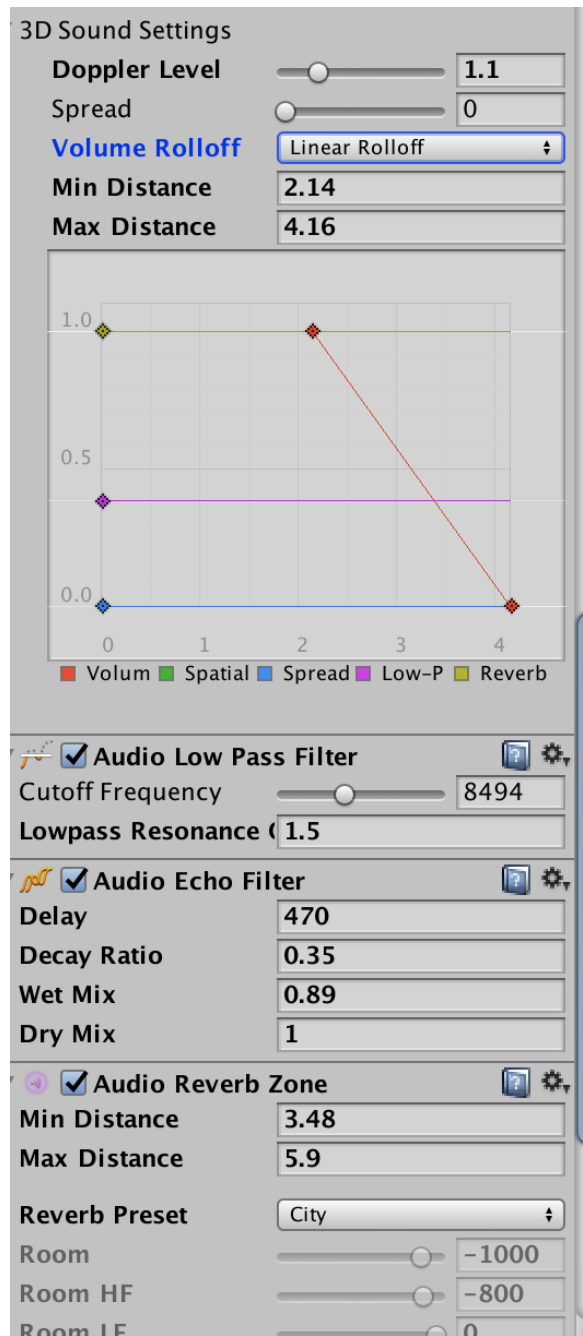 3D Sound Settings
Doppler Level 1.1
Spread 0
Volume Rolloff Linear Rolloff
Min Distance 2.14
Max Distance 4.16
1.0
0.5
0.0
0 1 2 3 4
Volum Spatial Spread Low-P Reverb
Audio Low Pass Filter
Cutoff Frequency 8494
Lowpass Resonance ( 1.5
Audio Echo Filter
Delay 470
Decay Ratio 0.35
Wet Mix 0.89
Dry Mix 1
Audio Reverb Zone
Min Distance 3.48
Max Distance 5.9
Reverb Preset City
Room -1000
Room HF -800
Room LF 0